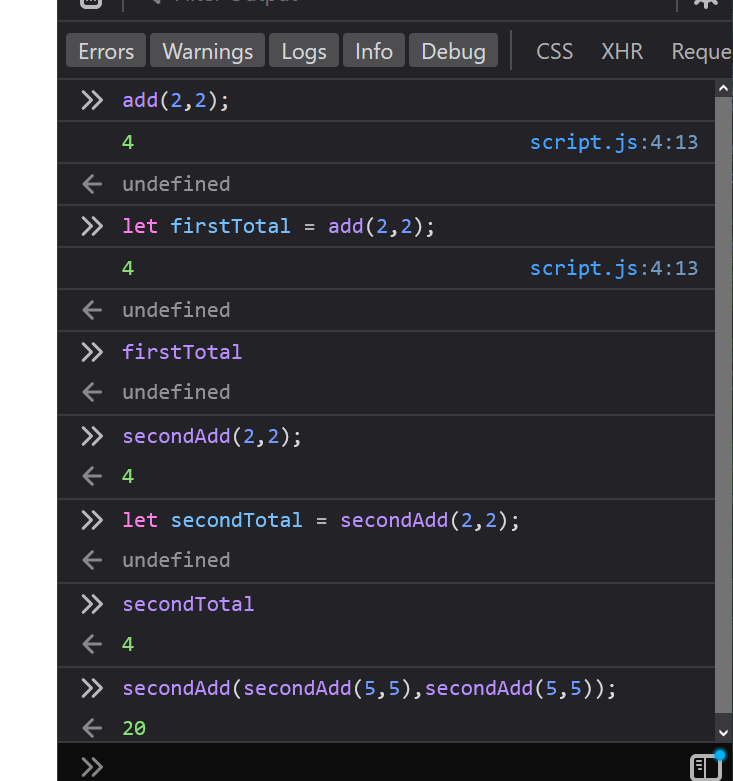 Errors Warnings Logs Info Debug CSS XHR Reque
add(2,2);
4 script.js:4:13
undefined
let firstTotal = add(2,2);
4 script.js:4:13
undefined
firstTotal
undefined
secondAdd(2,2);
4
let secondTotal = secondAdd(2,2);
undefined
secondTotal
4
secondAdd(secondAdd(5,5),secondAdd(5,5));
20